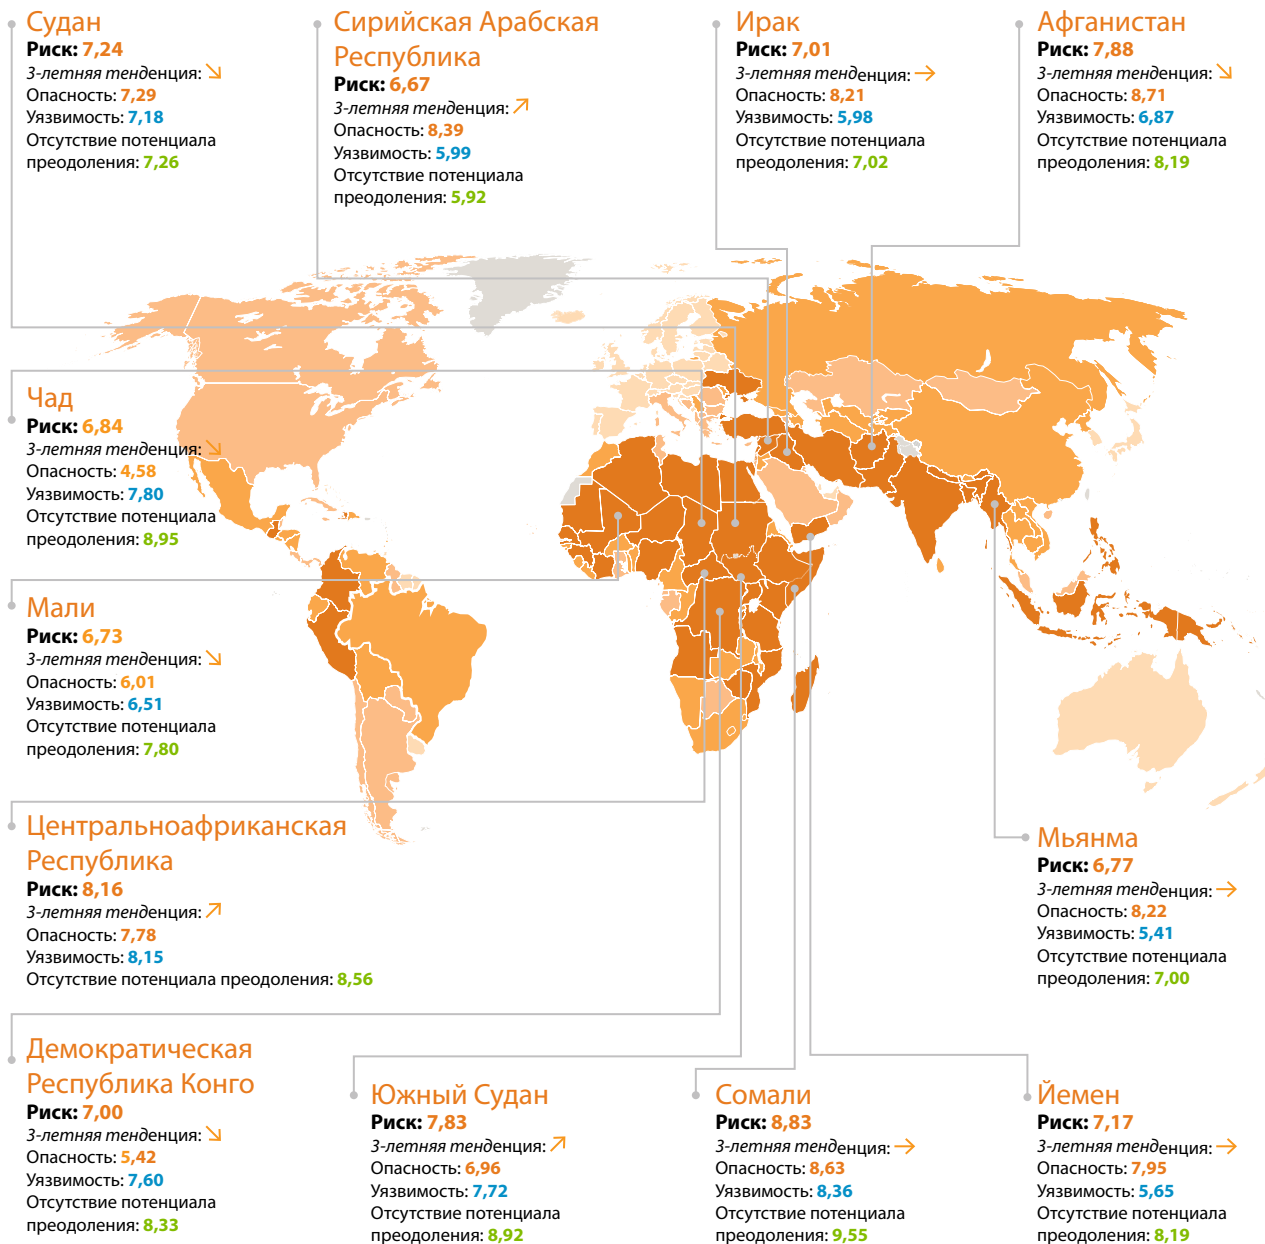 Судан
Риск: 7,24
3-летняя тенденция: ↘
Опасность: 7,29
Уязвимость: 7,18
Отсутствие потенциала
преодоления: 7,26
Сирийская Арабская
Республика
Риск: 6,67
3-летняя тенденция: ↗
Опасность: 8,39
Уязвимость: 5,99
Отсутствие потенциала
преодоления: 5,92
Ирак
Риск: 7,01
3-летняя тенденция: →
Опасность: 8,21
Уязвимость: 5,98
Отсутствие потенциала
преодоления: 7,02
Афганистан
Риск: 7,88
3-летняя тенденция: ↘
Опасность: 8,71
Уязвимость: 6,87
Отсутствие потенциала
преодоления: 8,19
Чад
Риск: 6,84
3-летняя тенденция: ↘
Опасность: 4,58
Уязвимость: 7,80
Отсутствие потенциала
преодоления: 8,95
Мали
Риск: 6,73
3-летняя тенденция: ↘
Опасность: 6,01
Уязвимость: 6,51
Отсутствие потенциала
преодоления: 7,80
Центральноафриканская
Республика
Риск: 8,16
3-летняя тенденция: ↗
Опасность: 7,78
Уязвимость: 8,15
Отсутствие потенциала преодоления: 8,56
Мьянма
Риск: 6,77
3-летняя тенденция: →
Опасность: 8,22
Уязвимость: 5,41
Отсутствие потенциала
преодоления: 7,00
Демократическая
Республика Конго
Риск: 7,00
3-летняя тенденция: ↘
Опасность: 5,42
Уязвимость: 7,60
Отсутствие потенциала
преодоления: 8,33
Южный Судан
Риск: 7,83
3-летняя тенденция: ↗
Опасность: 6,96
Уязвимость: 7,72
Отсутствие потенциала
преодоления: 8,92
Сомали
Риск: 8,83
3-летняя тенденция: →
Опасность: 8,63
Уязвимость: 8,36
Отсутствие потенциала
преодоления: 9,55
Йемен
Риск: 7,17
3-летняя тенденция: →
Опасность: 7,95
Уязвимость: 5,65
Отсутствие потенциала
преодоления: 8,19